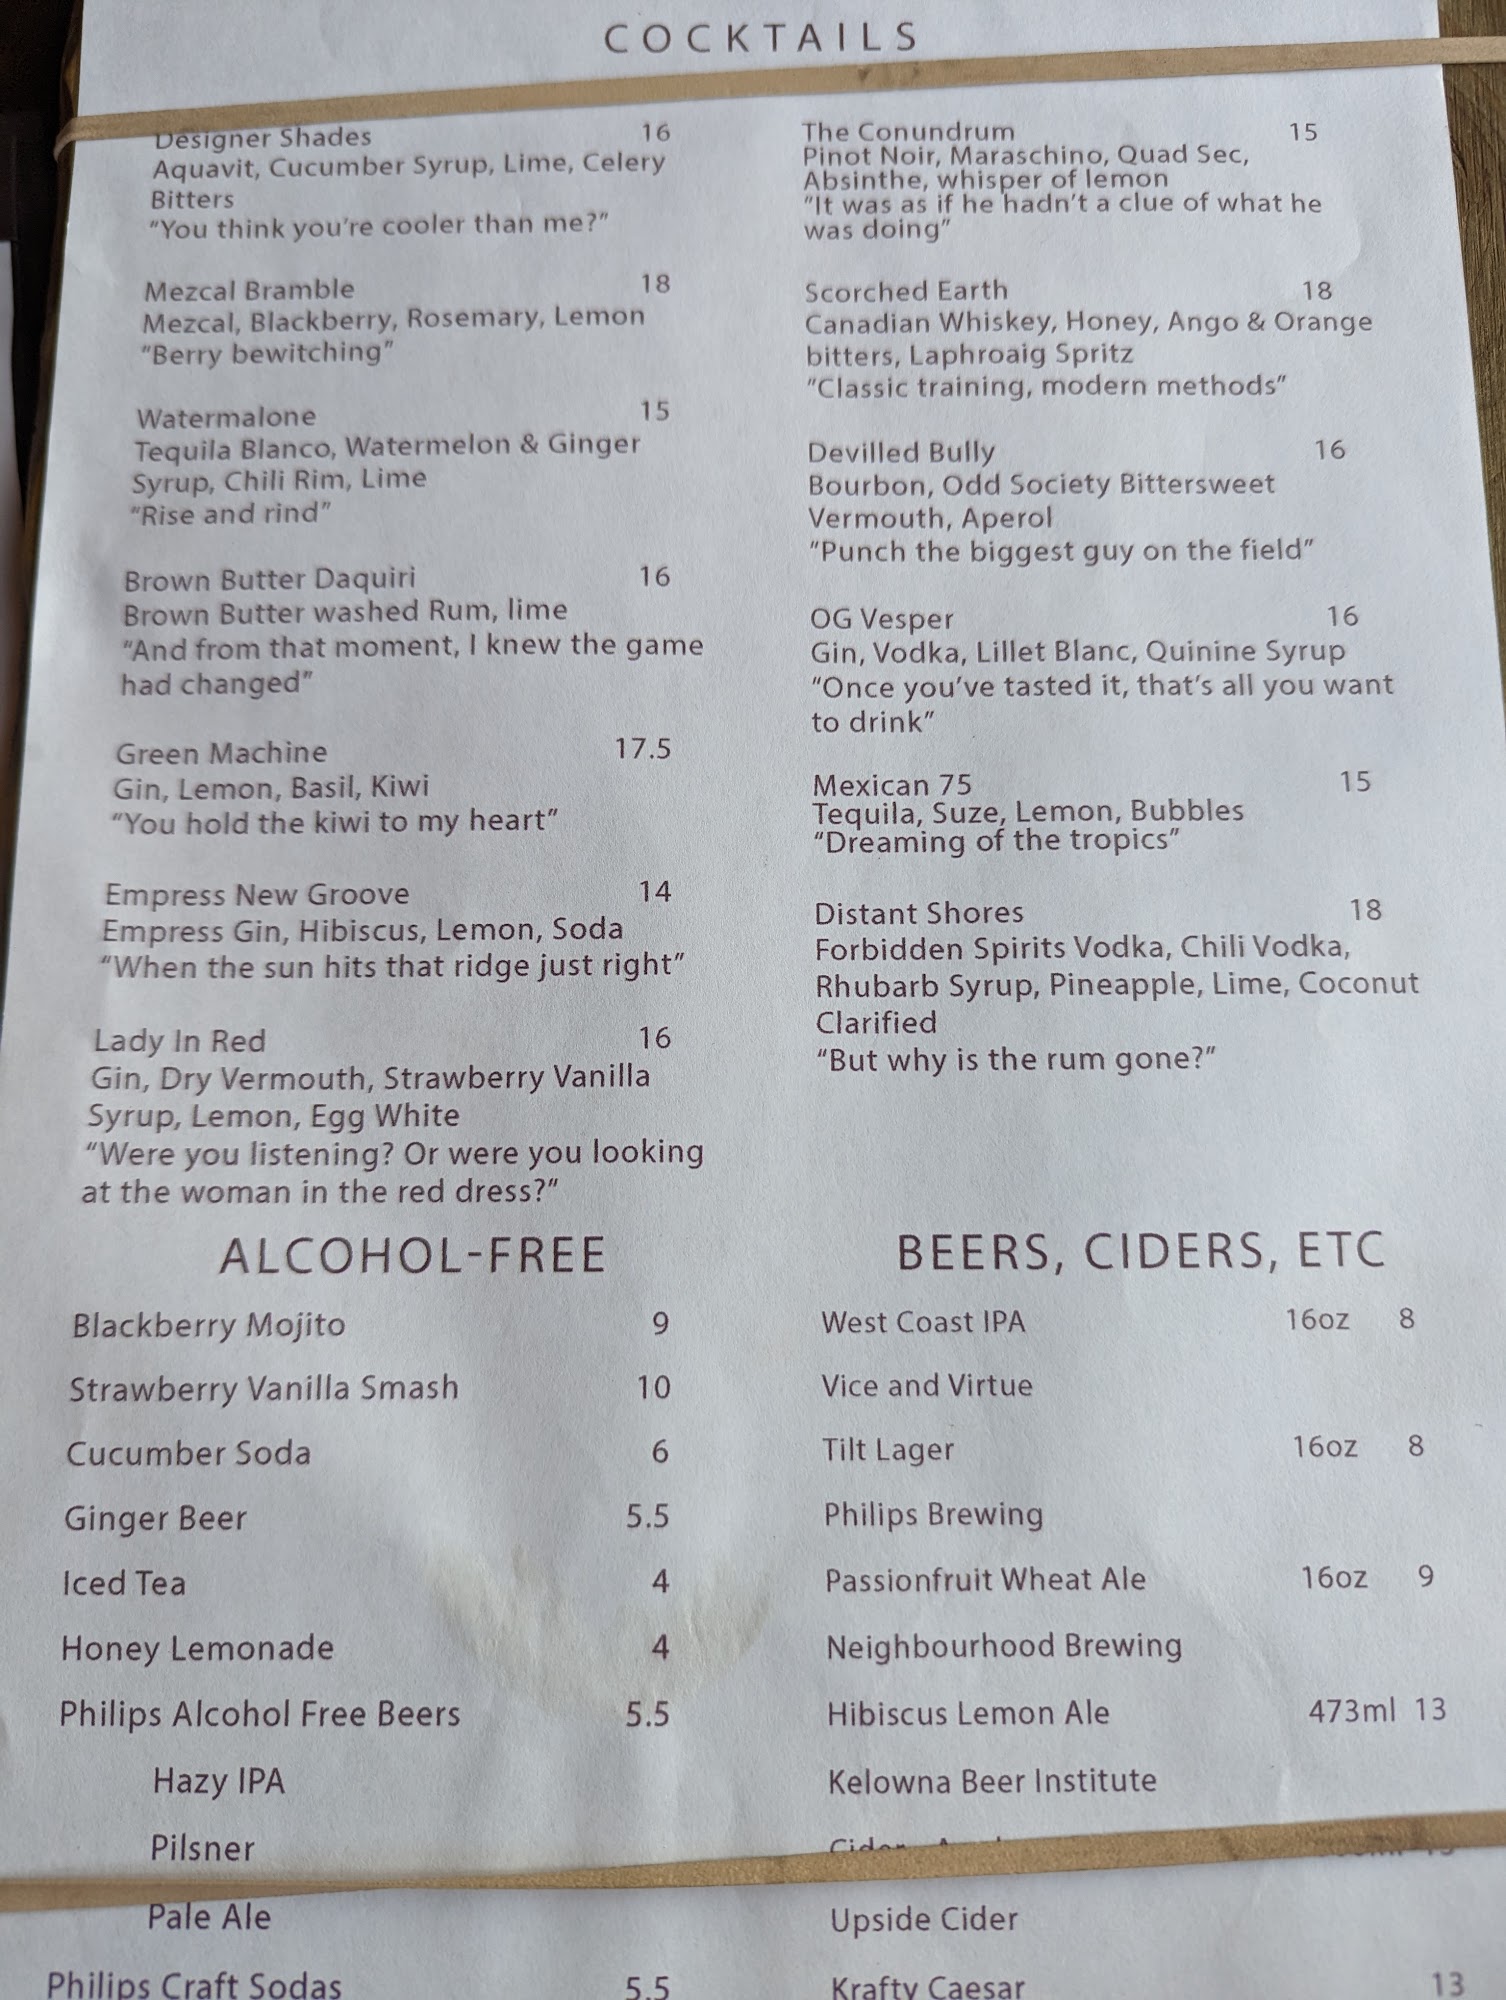 COCKTAILS
Designer Shades 16
Aquavit, Cucumber Syrup, Lime, Celery
Bitters
“You think you’re cooler than me?”
Mezcal Bramble 18
Mezcal, Blackberry, Rosemary, Lemon
“Berry bewitching”
Watermalone 15
Tequila Blanco, Watermelon & Ginger
Syrup, Chili Rim, Lime
“Rise and rind”
Brown Butter Daquiri 16
Brown Butter washed Rum, lime
“And from that moment, I knew the game
had changed”
Green Machine 17.5
Gin, Lemon, Basil, Kiwi
“You hold the kiwi to my heart”
Empress New Groove 14
Empress Gin, Hibiscus, Lemon, Soda
“When the sun hits that ridge just right”
Lady In Red 16
Gin, Dry Vermouth, Strawberry Vanilla
Syrup, Lemon, Egg White
“Were you listening? Or were you looking
at the woman in the red dress?”
The Conundrum 15
Pinot Noir, Maraschino, Quad Sec,
Absinthe, whisper of lemon
“It was as if he hadn’t a clue of what he
was doing”
Scorched Earth 18
Canadian Whiskey, Honey, Ango & Orange
bitters, Laphroaig Spritz
“Classic training, modern methods”
Devilled Bully 16
Bourbon, Odd Society Bittersweet
Vermouth, Aperol
“Punch the biggest guy on the field”
OG Vesper 16
Gin, Vodka, Lillet Blanc, Quinine Syrup
“Once you’ve tasted it, that’s all you want
to drink”
Mexican 75 15
Tequila, Suze, Lemon, Bubbles
“Dreaming of the tropics”
Distant Shores 18
Forbidden Spirits Vodka, Chili Vodka,
Rhubarb Syrup, Pineapple, Lime, Coconut
Clarified
“But why is the rum gone?”
ALCOHOL-FREE
Blackberry Mojito 9
Strawberry Vanilla Smash 10
Cucumber Soda 6
Ginger Beer 5.5
Iced Tea 4
Honey Lemonade 4
Philips Alcohol Free Beers 5.5
Hazy IPA
Pilsner
Pale Ale
Philips Craft Sodas 5.5
BEERS, CIDERS, ETC
West Coast IPA 16oz 8
Vice and Virtue
Tilt Lager 16oz 8
Philips Brewing
Passionfruit Wheat Ale 16oz 9
Neighbourhood Brewing
Hibiscus Lemon Ale 473ml 13
Kelowna Beer Institute
Upside Cider
Krafty Caesar 13